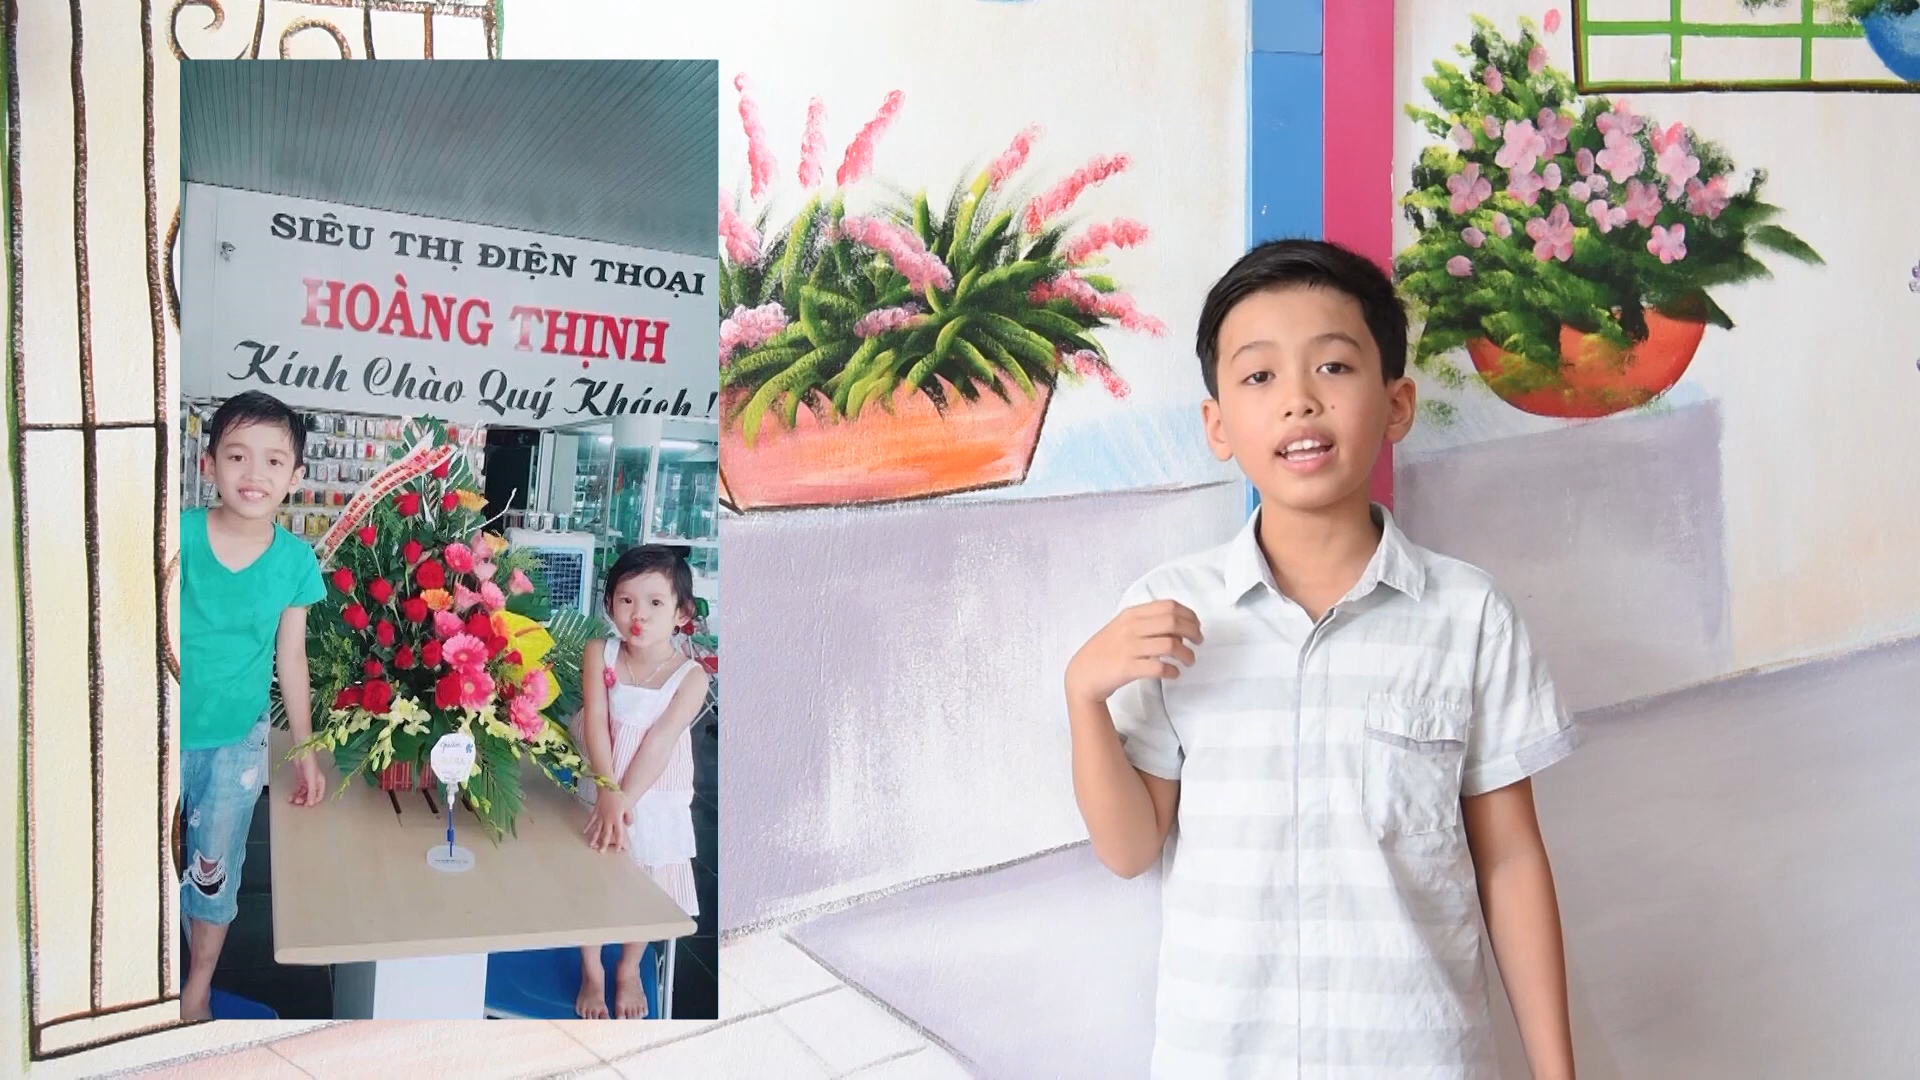 SIÊU THỊ ĐIỆN THOẠI
HOÀNG THỊNH
Kính Chào Quý Khách !